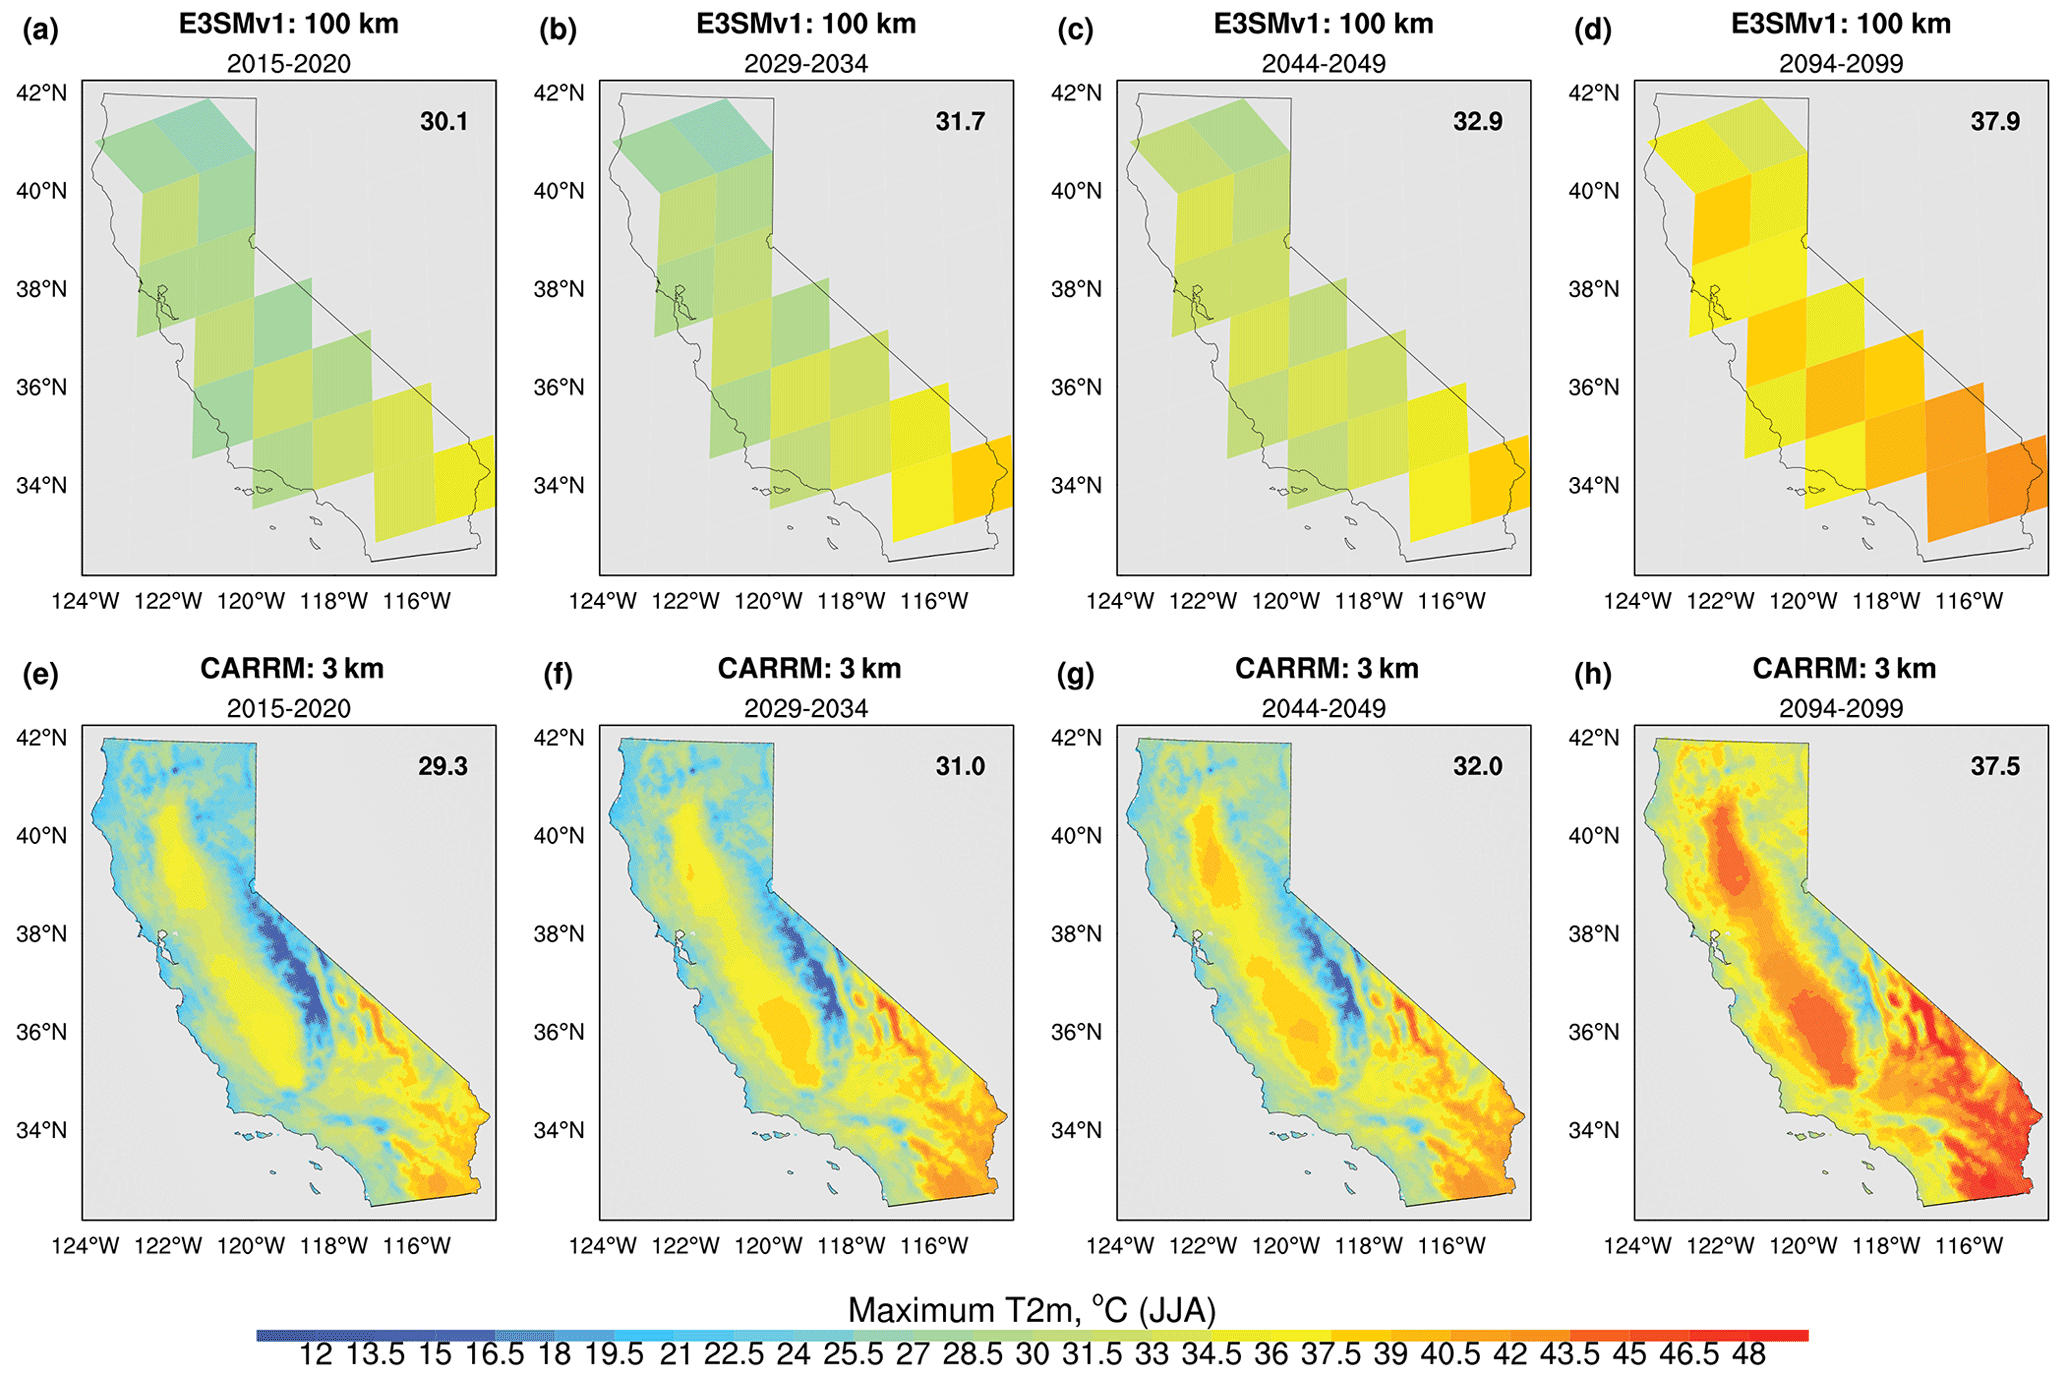 (a) E3SMv1: 100 km
2015-2020
30.1
42°N
40°N
38°N
36°N
34°N
124°W 122°W 120°W 118°W 116°W
(b) E3SMv1: 100 km
2029-2034
31.7
42°N
40°N
38°N
36°N
34°N
124°W 122°W 120°W 118°W 116°W
(c) E3SMv1: 100 km
2044-2049
32.9
42°N
40°N
38°N
36°N
34°N
124°W 122°W 120°W 118°W 116°W
(d) E3SMv1: 100 km
2094-2099
37.9
42°N
40°N
38°N
36°N
34°N
124°W 122°W 120°W 118°W 116°W
(e) CARRM: 3 km
2015-2020
29.3
42°N
40°N
38°N
36°N
34°N
124°W 122°W 120°W 118°W 116°W
(f) CARRM: 3 km
2029-2034
31.0
42°N
40°N
38°N
36°N
34°N
124°W 122°W 120°W 118°W 116°W
(g) CARRM: 3 km
2044-2049
32.0
42°N
40°N
38°N
36°N
34°N
124°W 122°W 120°W 118°W 116°W
(h) CARRM: 3 km
2094-2099
37.5
42°N
40°N
38°N
36°N
34°N
124°W 122°W 120°W 118°W 116°W
Maximum T2m, °C (JJA)
12 13.5 15 16.5 18 19.5 21 22.5 24 25.5 27 28.5 30 31.5 33 34.5 36 37.5 39 40.5 42 43.5 45 46.5 48